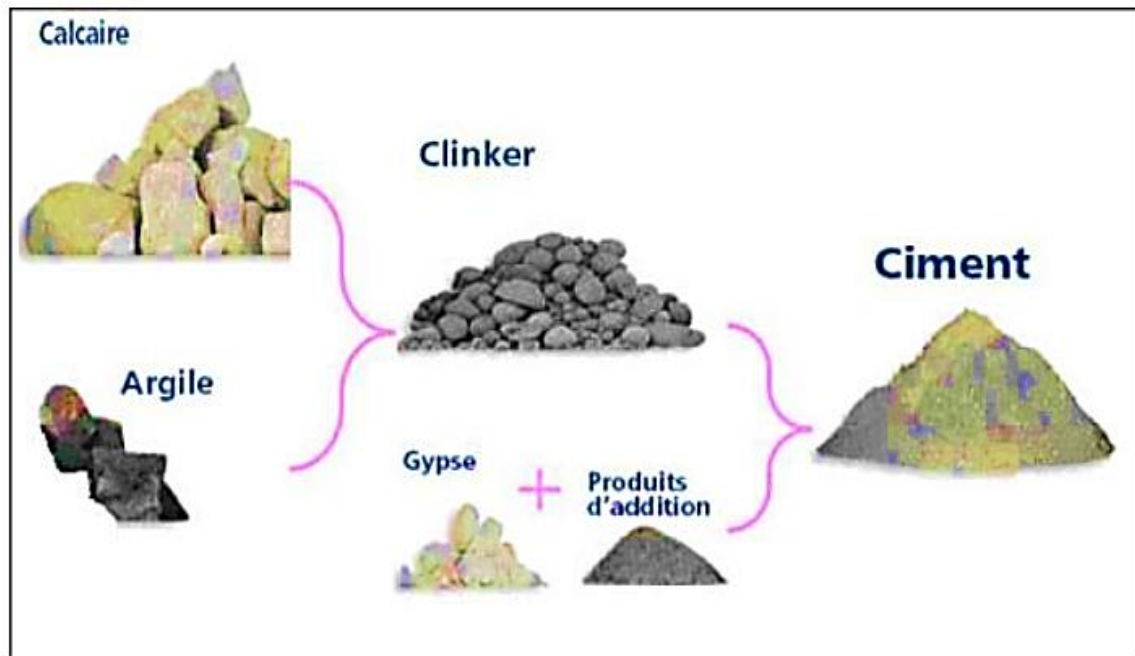 Calcaire
Clinker
Ciment
Argile
Gypse
+
Produits
d'addition